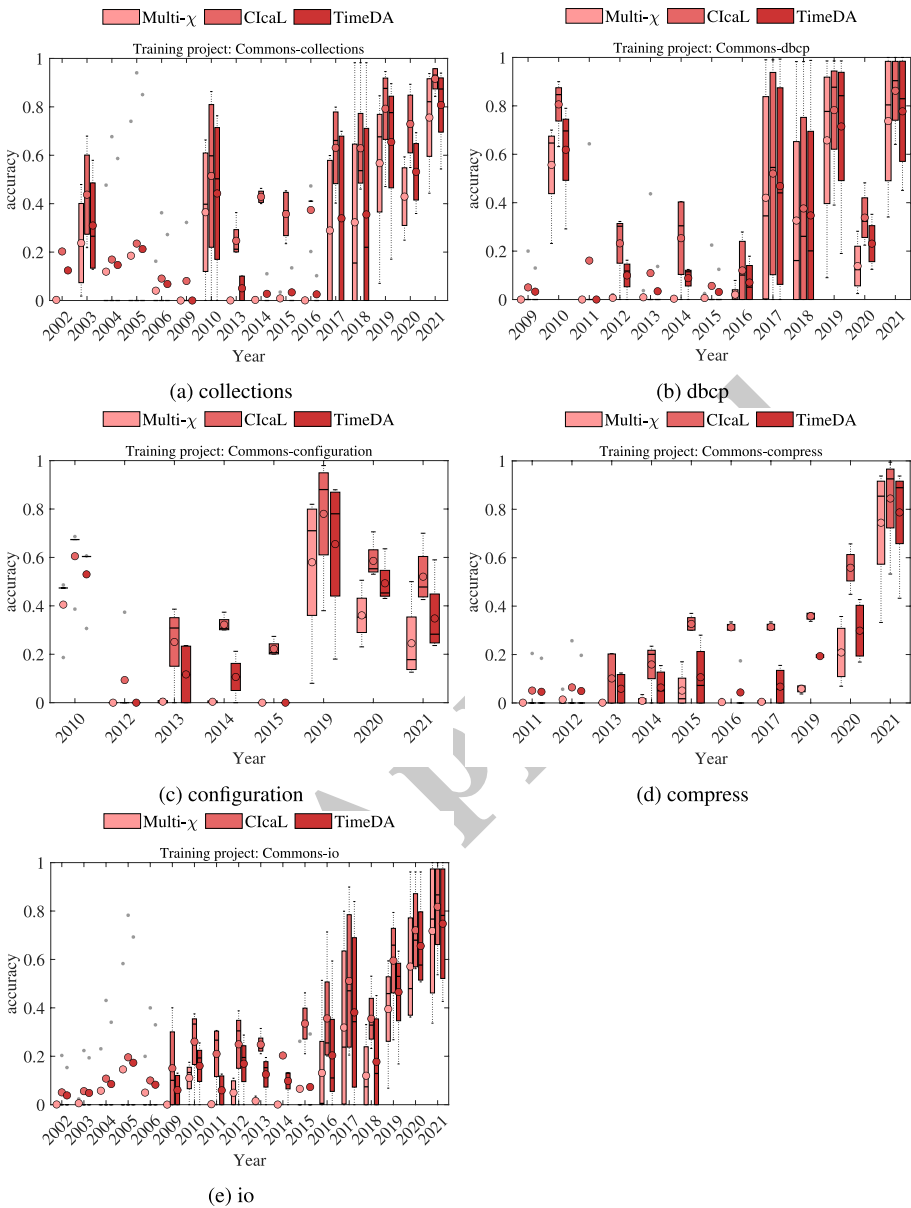 Multi-χ CIcaL TimeDA
Training project: Commons-collections
accuracy
1
0.8
0.6
0.4
0.2
0
2002 2003 2004 2005 2006 2009 2010 2013 2014 2015 2016 2017 2018 2019 2020 2021
Year
(a) collections
Multi-χ CIcaL TimeDA
Training project: Commons-dbcp
accuracy
1
0.8
0.6
0.4
0.2
0
2009 2010 2011 2012 2013 2014 2015 2016 2017 2018 2019 2020 2021
Year
(b) dbcp
Multi-χ CIcaL TimeDA
Training project: Commons-configuration
accuracy
1
0.8
0.6
0.4
0.2
0
2010 2012 2013 2014 2015 2019 2020 2021
Year
(c) configuration
Multi-χ CIcaL TimeDA
Training project: Commons-compress
accuracy
1
0.8
0.6
0.4
0.2
0
2011 2012 2013 2014 2015 2016 2017 2019 2020 2021
Year
(d) compress
Multi-χ CIcaL TimeDA
Training project: Commons-io
accuracy
1
0.8
0.6
0.4
0.2
0
2002 2003 2004 2005 2006 2009 2010 2011 2012 2013 2014 2015 2016 2017 2018 2019 2020 2021
Year
(e) io